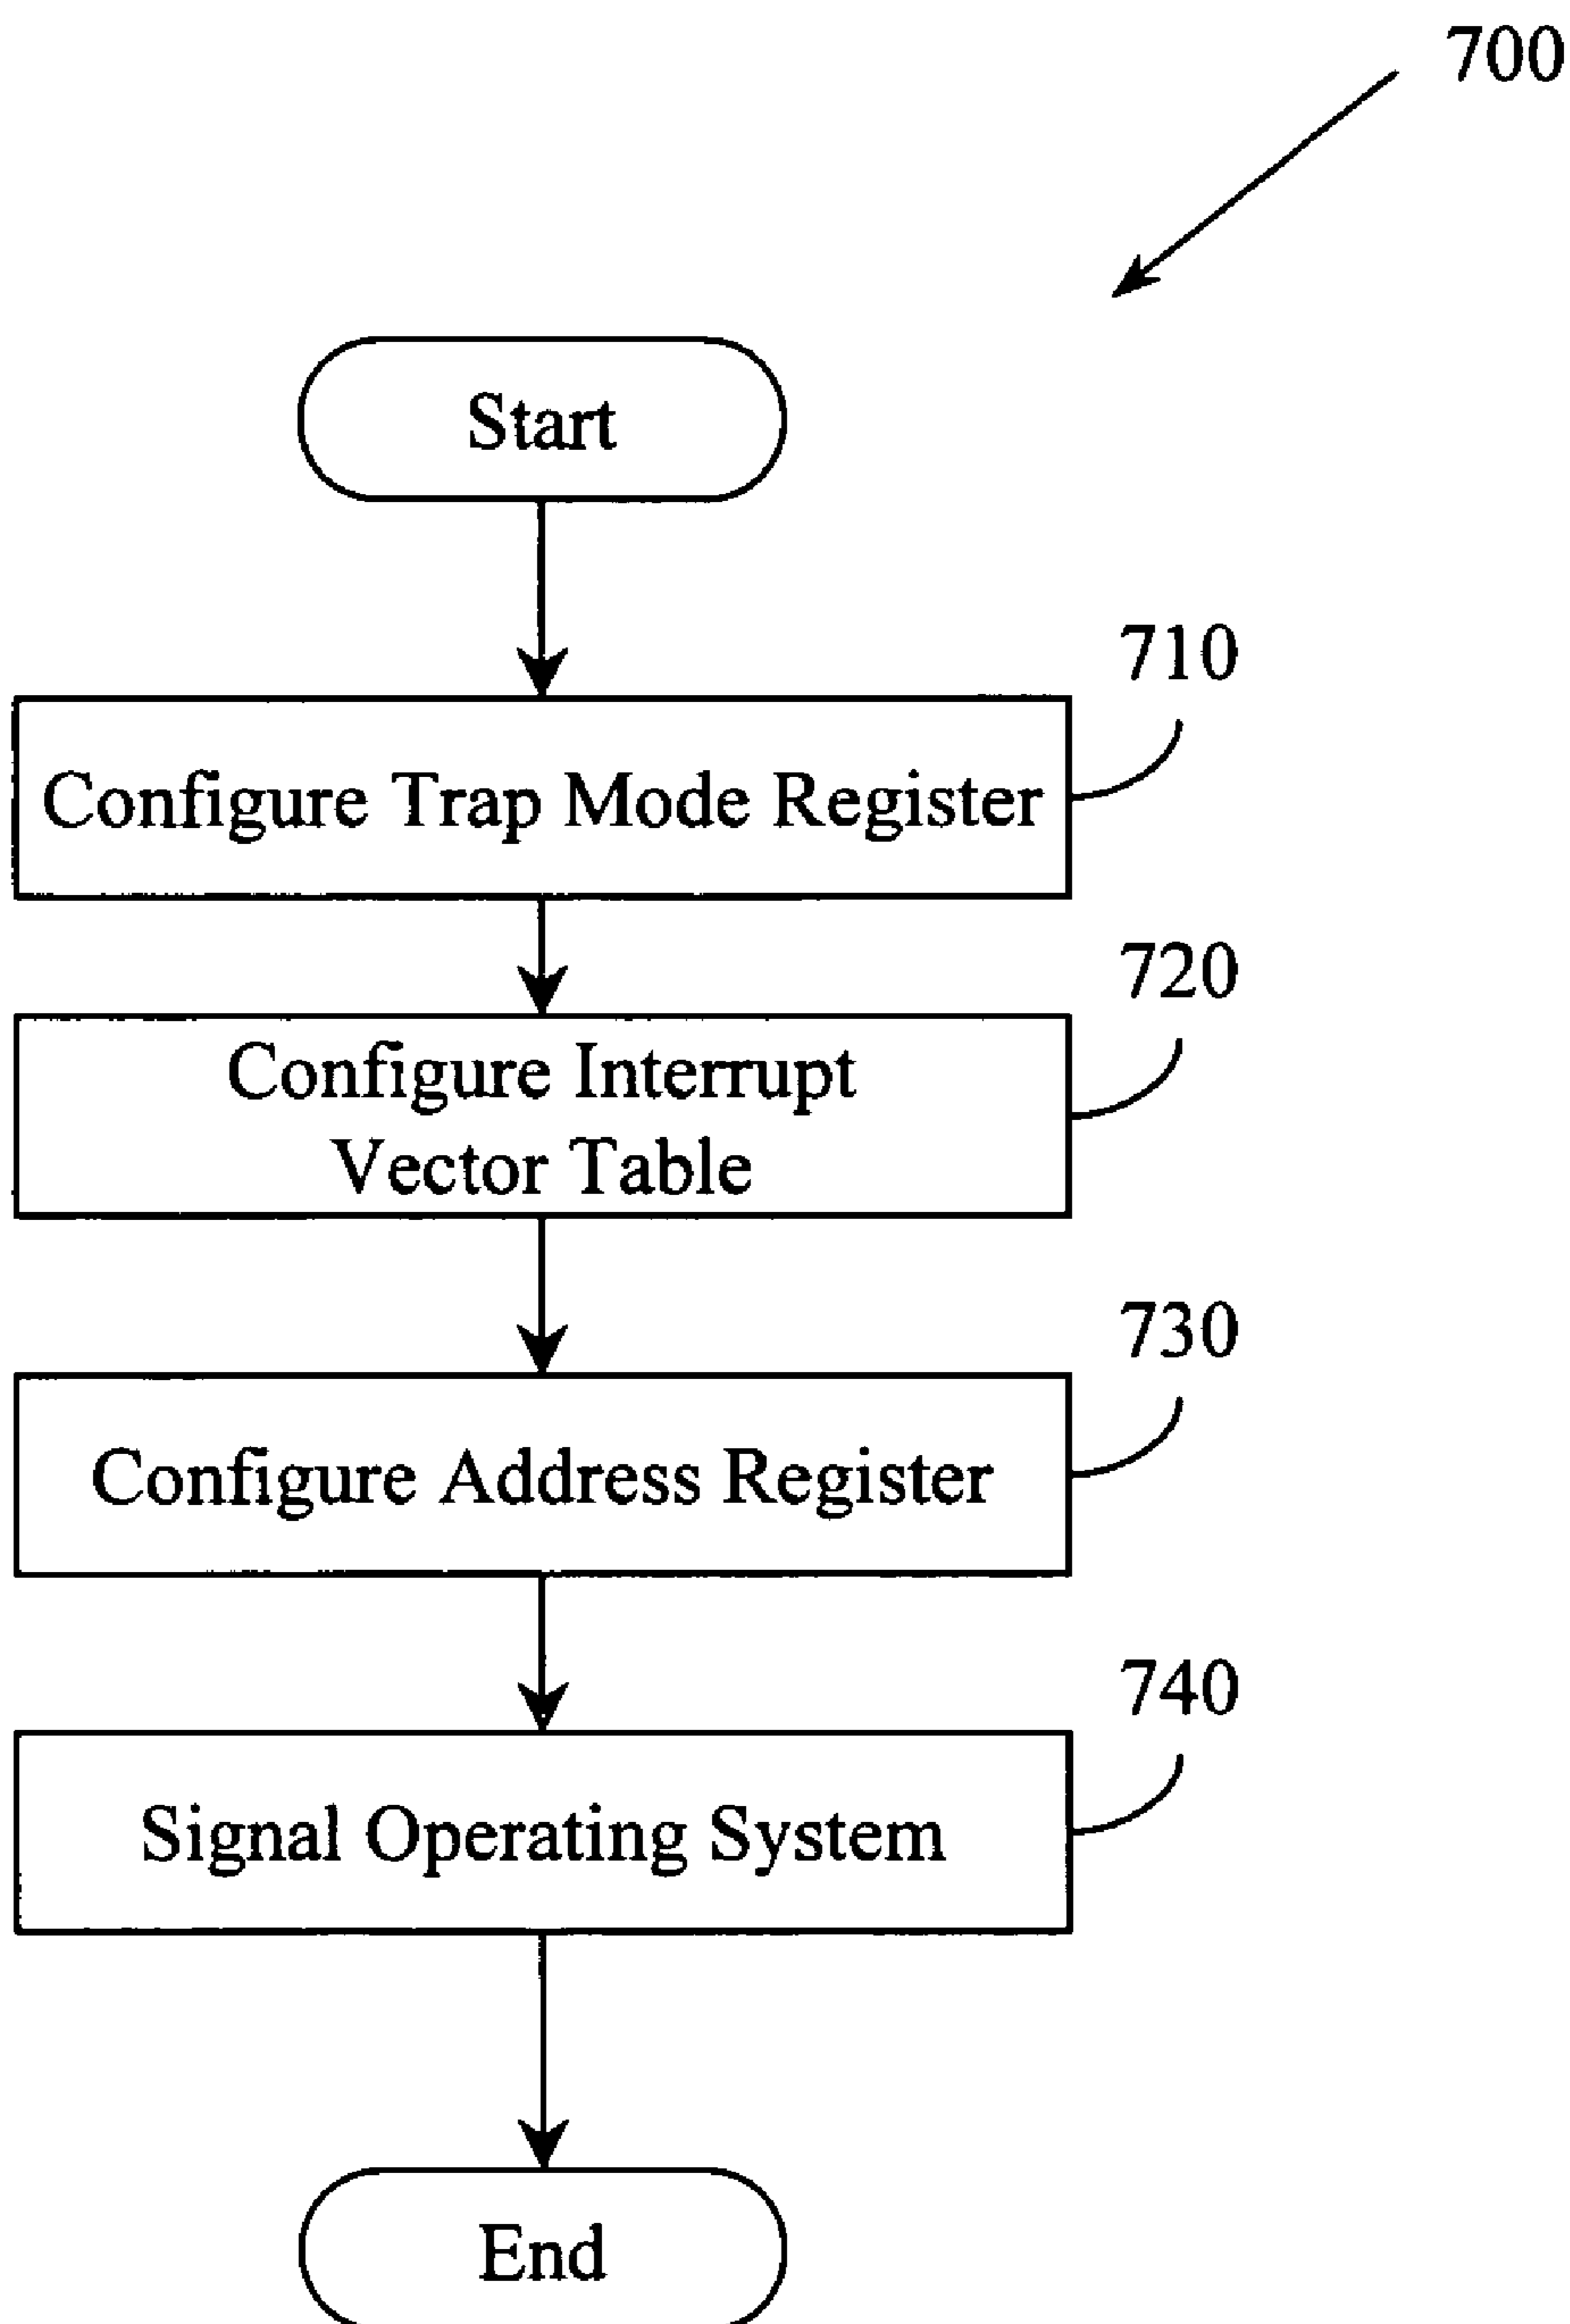 700
Start
710
Configure Trap Mode Register
720
Configure Interrupt
Vector Table
730
Configure Address Register
740
Signal Operating System
End